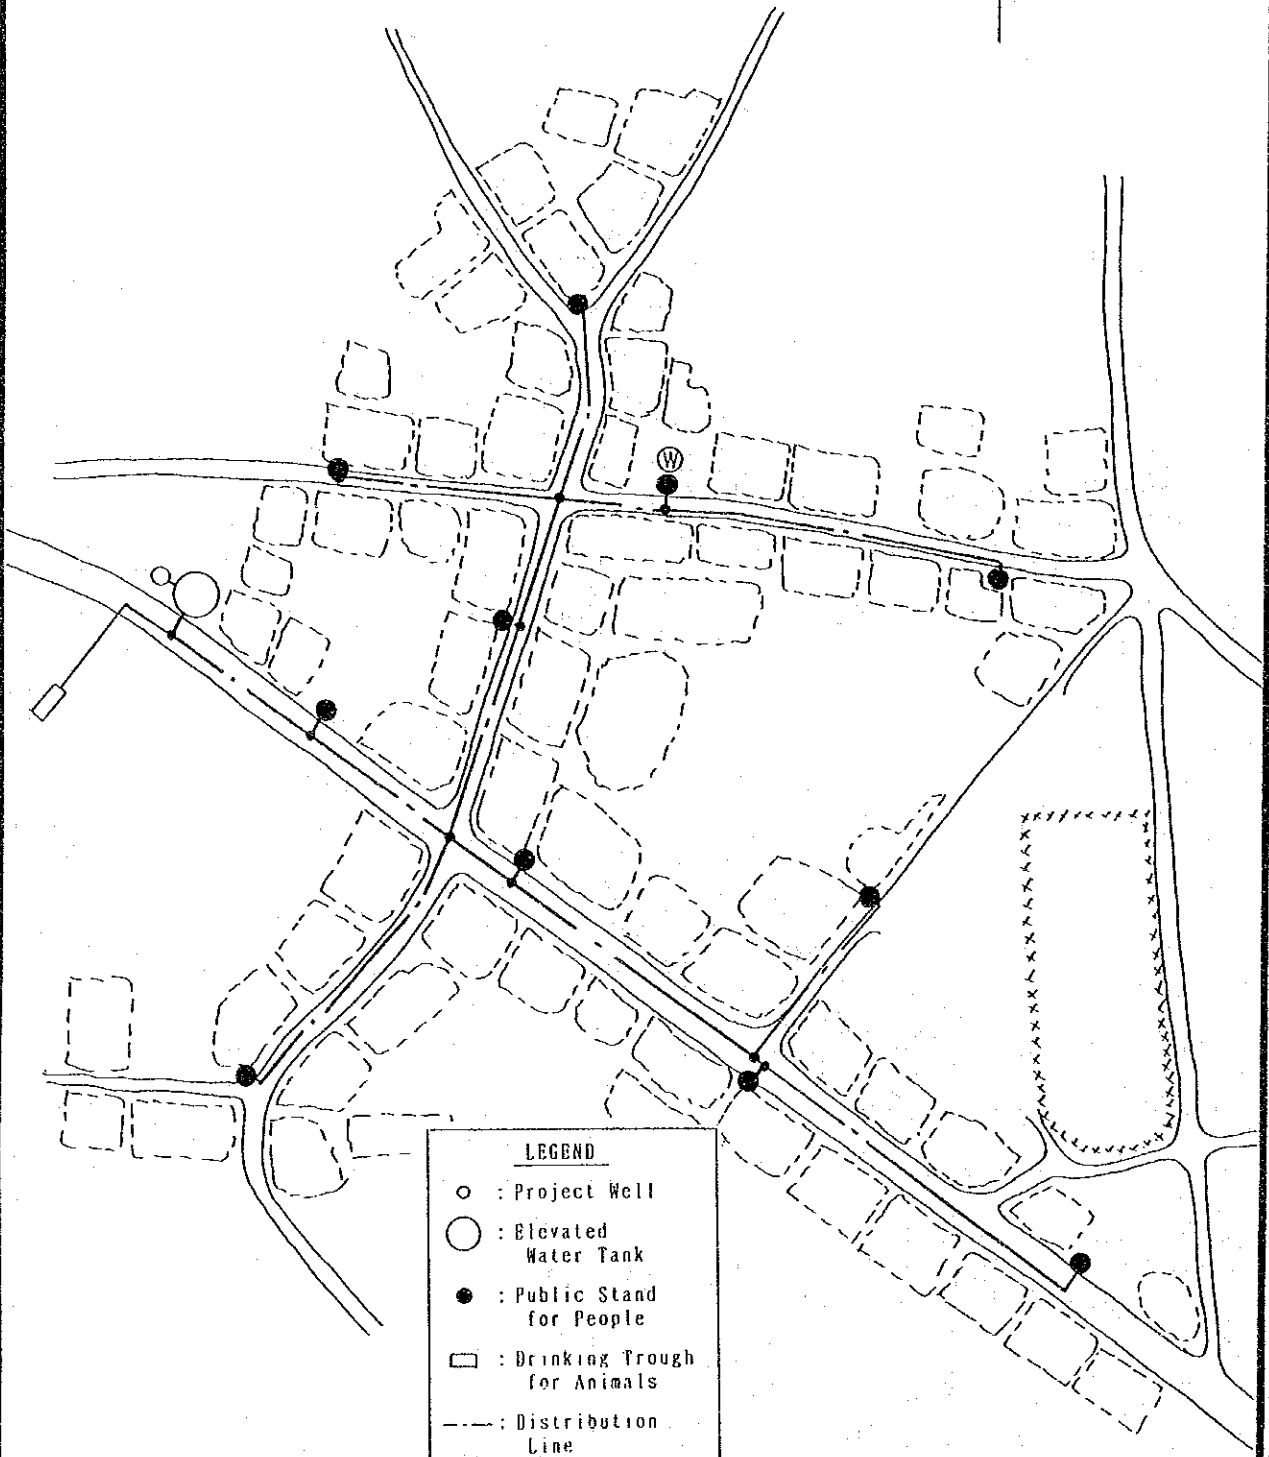 W
LEGEND
: Project Well
: Elevated
Water Tank
: Public Stand
for People
: Drinking Trough
for Animals
: Distribution
Line